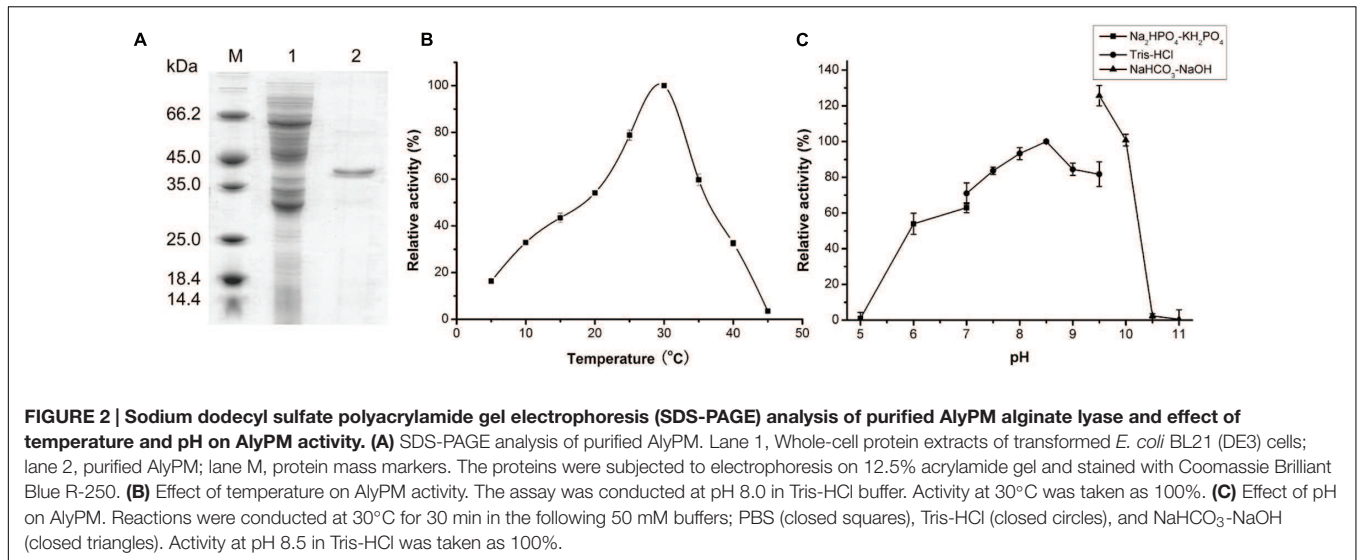 A
M 1 2
kDa
66.2
45.0
35.0
25.0
18.4
14.4
B
Relative activity (%)
100
80
60
40
20
0
0 10 20 30 40 50
Temperature (°C)
C
Na₂HPO₄-KH₂PO₄
Tris-HCl
NaHCO₃-NaOH
Relative activity (%)
140
120
100
80
60
40
20
0
5 6 7 8 9 10 11
pH
FIGURE 2 | Sodium dodecyl sulfate polyacrylamide gel electrophoresis (SDS-PAGE) analysis of purified AlyPM alginate lyase and effect of
temperature and pH on AlyPM activity. (A) SDS-PAGE analysis of purified AlyPM. Lane 1, Whole-cell protein extracts of transformed E. coli BL21 (DE3) cells;
lane 2, purified AlyPM; lane M, protein mass markers. The proteins were subjected to electrophoresis on 12.5% acrylamide gel and stained with Coomassie Brilliant
Blue R-250. (B) Effect of temperature on AlyPM activity. The assay was conducted at pH 8.0 in Tris-HCl buffer. Activity at 30°C was taken as 100%. (C) Effect of pH
on AlyPM. Reactions were conducted at 30°C for 30 min in the following 50 mM buffers; PBS (closed squares), Tris-HCl (closed circles), and NaHCO₃-NaOH
(closed triangles). Activity at pH 8.5 in Tris-HCl was taken as 100%.